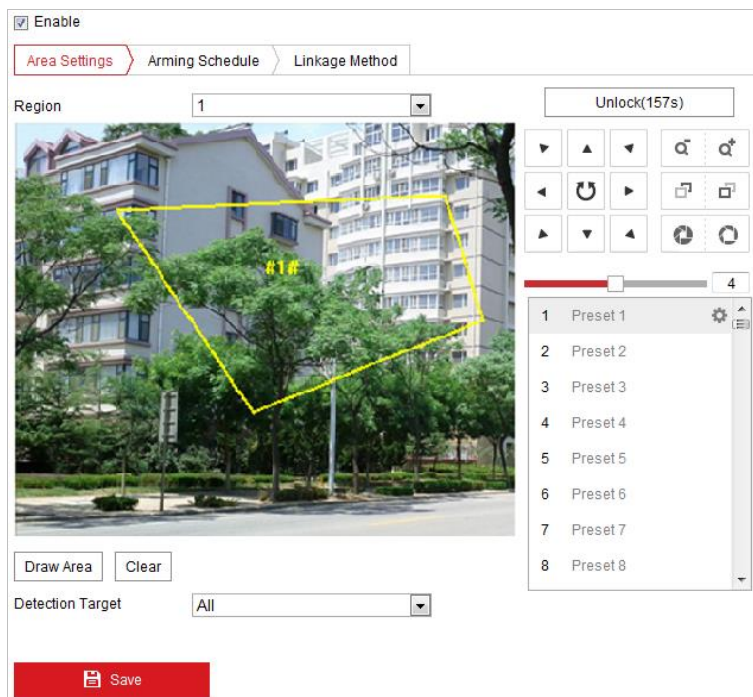 Enable
Area Settings
Arming Schedule
Linkage Method
Region
1
Unlock(157s)
#1#
4
1 Preset 1
2 Preset 2
3 Preset 3
4 Preset 4
5 Preset 5
6 Preset 6
7 Preset 7
8 Preset 8
Draw Area
Clear
Detection Target
All
Save